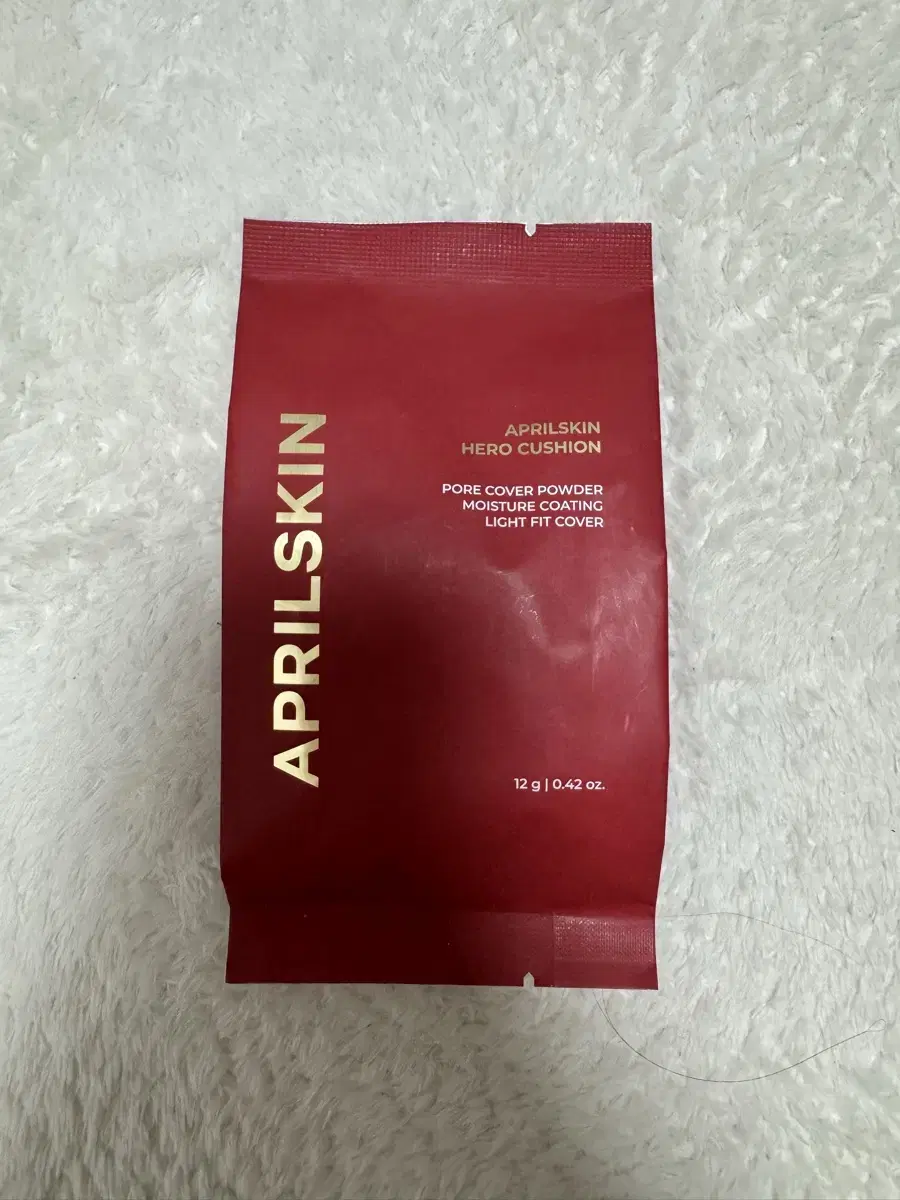 APRILSKIN
APRILSKIN
HERO CUSHION
PORE COVER POWDER
MOISTURE COATING
LIGHT FIT COVER
12 g | 0.42 oz.